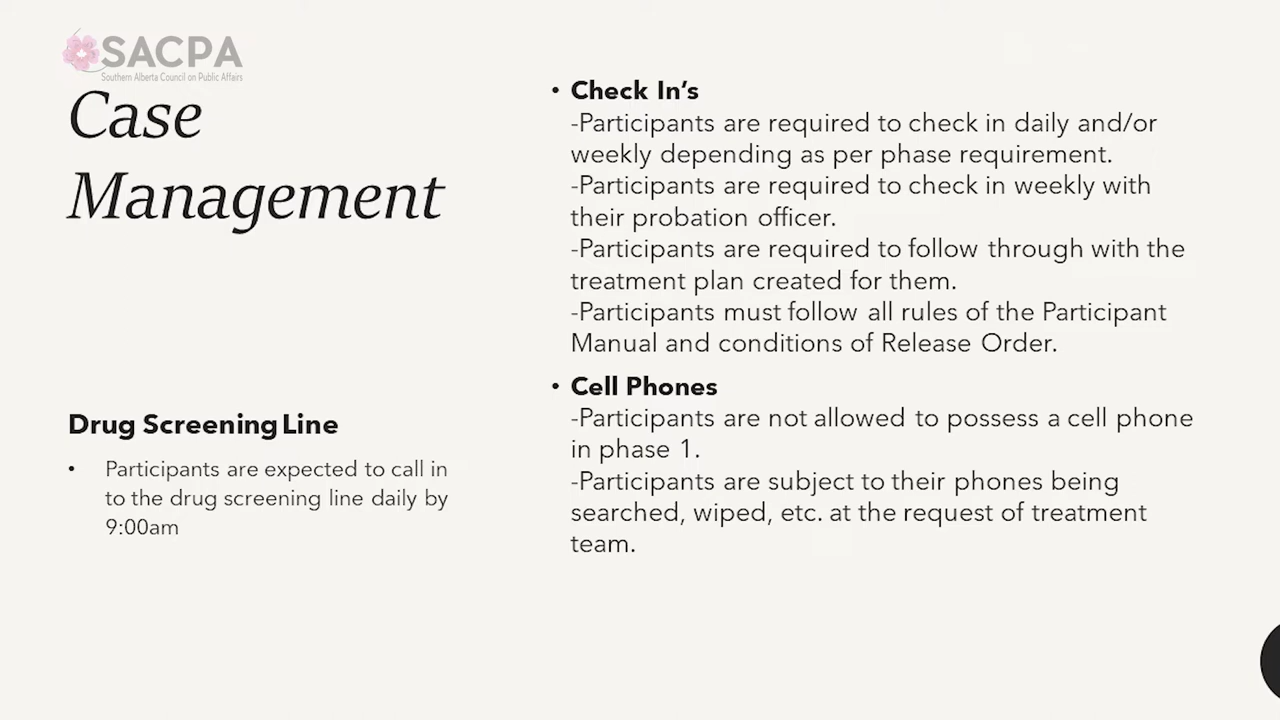 SACPA
Southern Alberta Council on Public Affairs
Case
Management
Drug Screening Line
• Participants are expected to call in
to the drug screening line daily by
9:00am
• Check In's
-Participants are required to check in daily and/or
weekly depending as per phase requirement.
-Participants are required to check in weekly with
their probation officer.
-Participants are required to follow through with the
treatment plan created for them.
-Participants must follow all rules of the Participant
Manual and conditions of Release Order.
• Cell Phones
-Participants are not allowed to possess a cell phone
in phase 1.
-Participants are subject to their phones being
searched, wiped, etc. at the request of treatment
team.